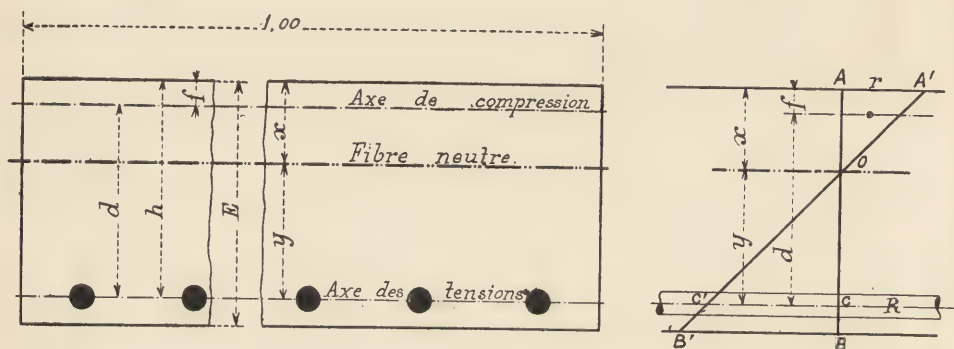 1,00
f
Axe de compression
x
Fibre neutre.
d
h
E
y
Axe des tensions
A
r
A'
f
x
O
y
d
C'
C
R
B'
B